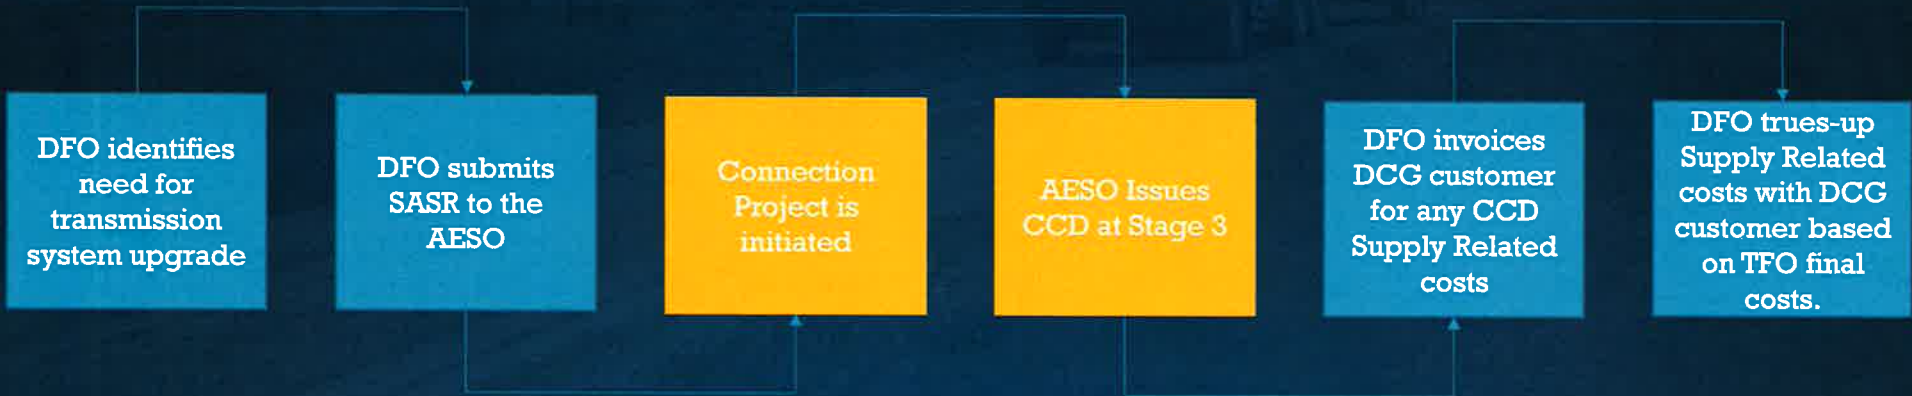 DFO identifies
need for
transmission
system upgrade
DFO submits
SASR to the
AESO
Connection
Project is
initiated
AESO Issues
CCD at Stage 3
DFO invoices
DCG customer
for any CCD
Supply Related
costs
DFO trues-up
Supply Related
costs with DCG
customer based
on TFO final
costs.